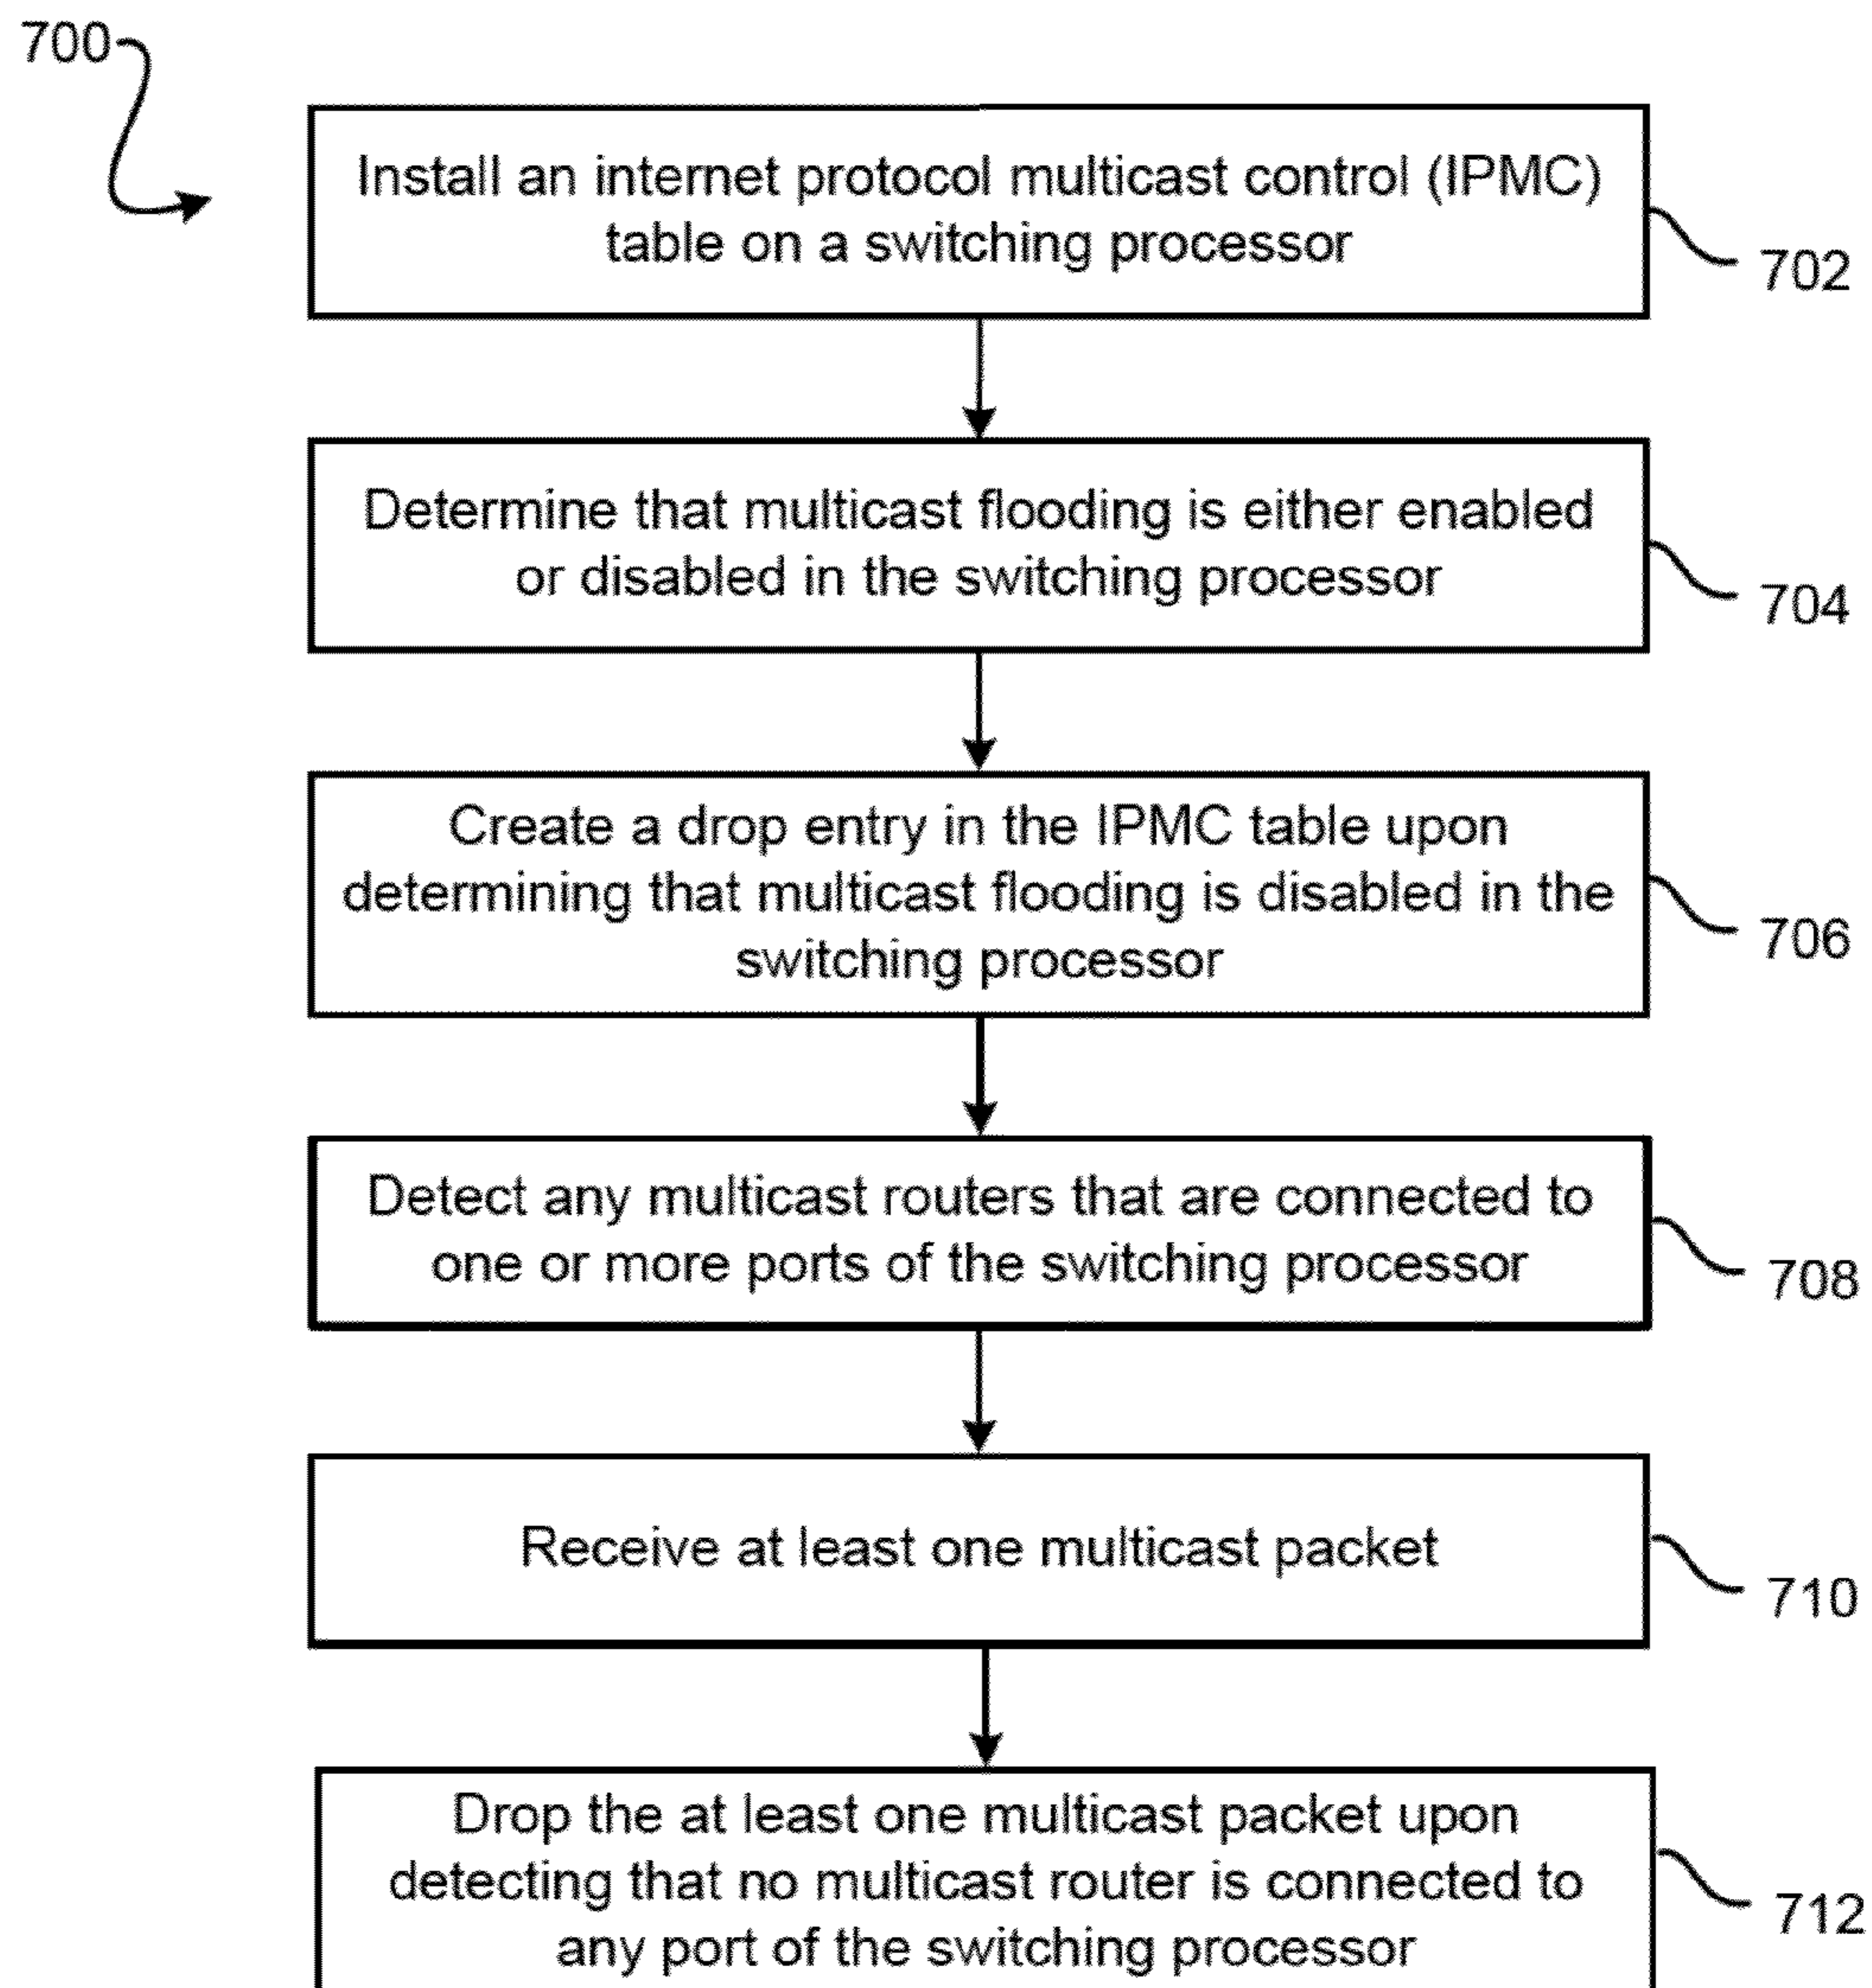 700
Install an internet protocol multicast control (IPMC)
table on a switching processor
702
Determine that multicast flooding is either enabled
or disabled in the switching processor
704
Create a drop entry in the IPMC table upon
determining that multicast flooding is disabled in the
switching processor
706
Detect any multicast routers that are connected to
one or more ports of the switching processor
708
Receive at least one multicast packet
710
Drop the at least one multicast packet upon
detecting that no multicast router is connected to
any port of the switching processor
712